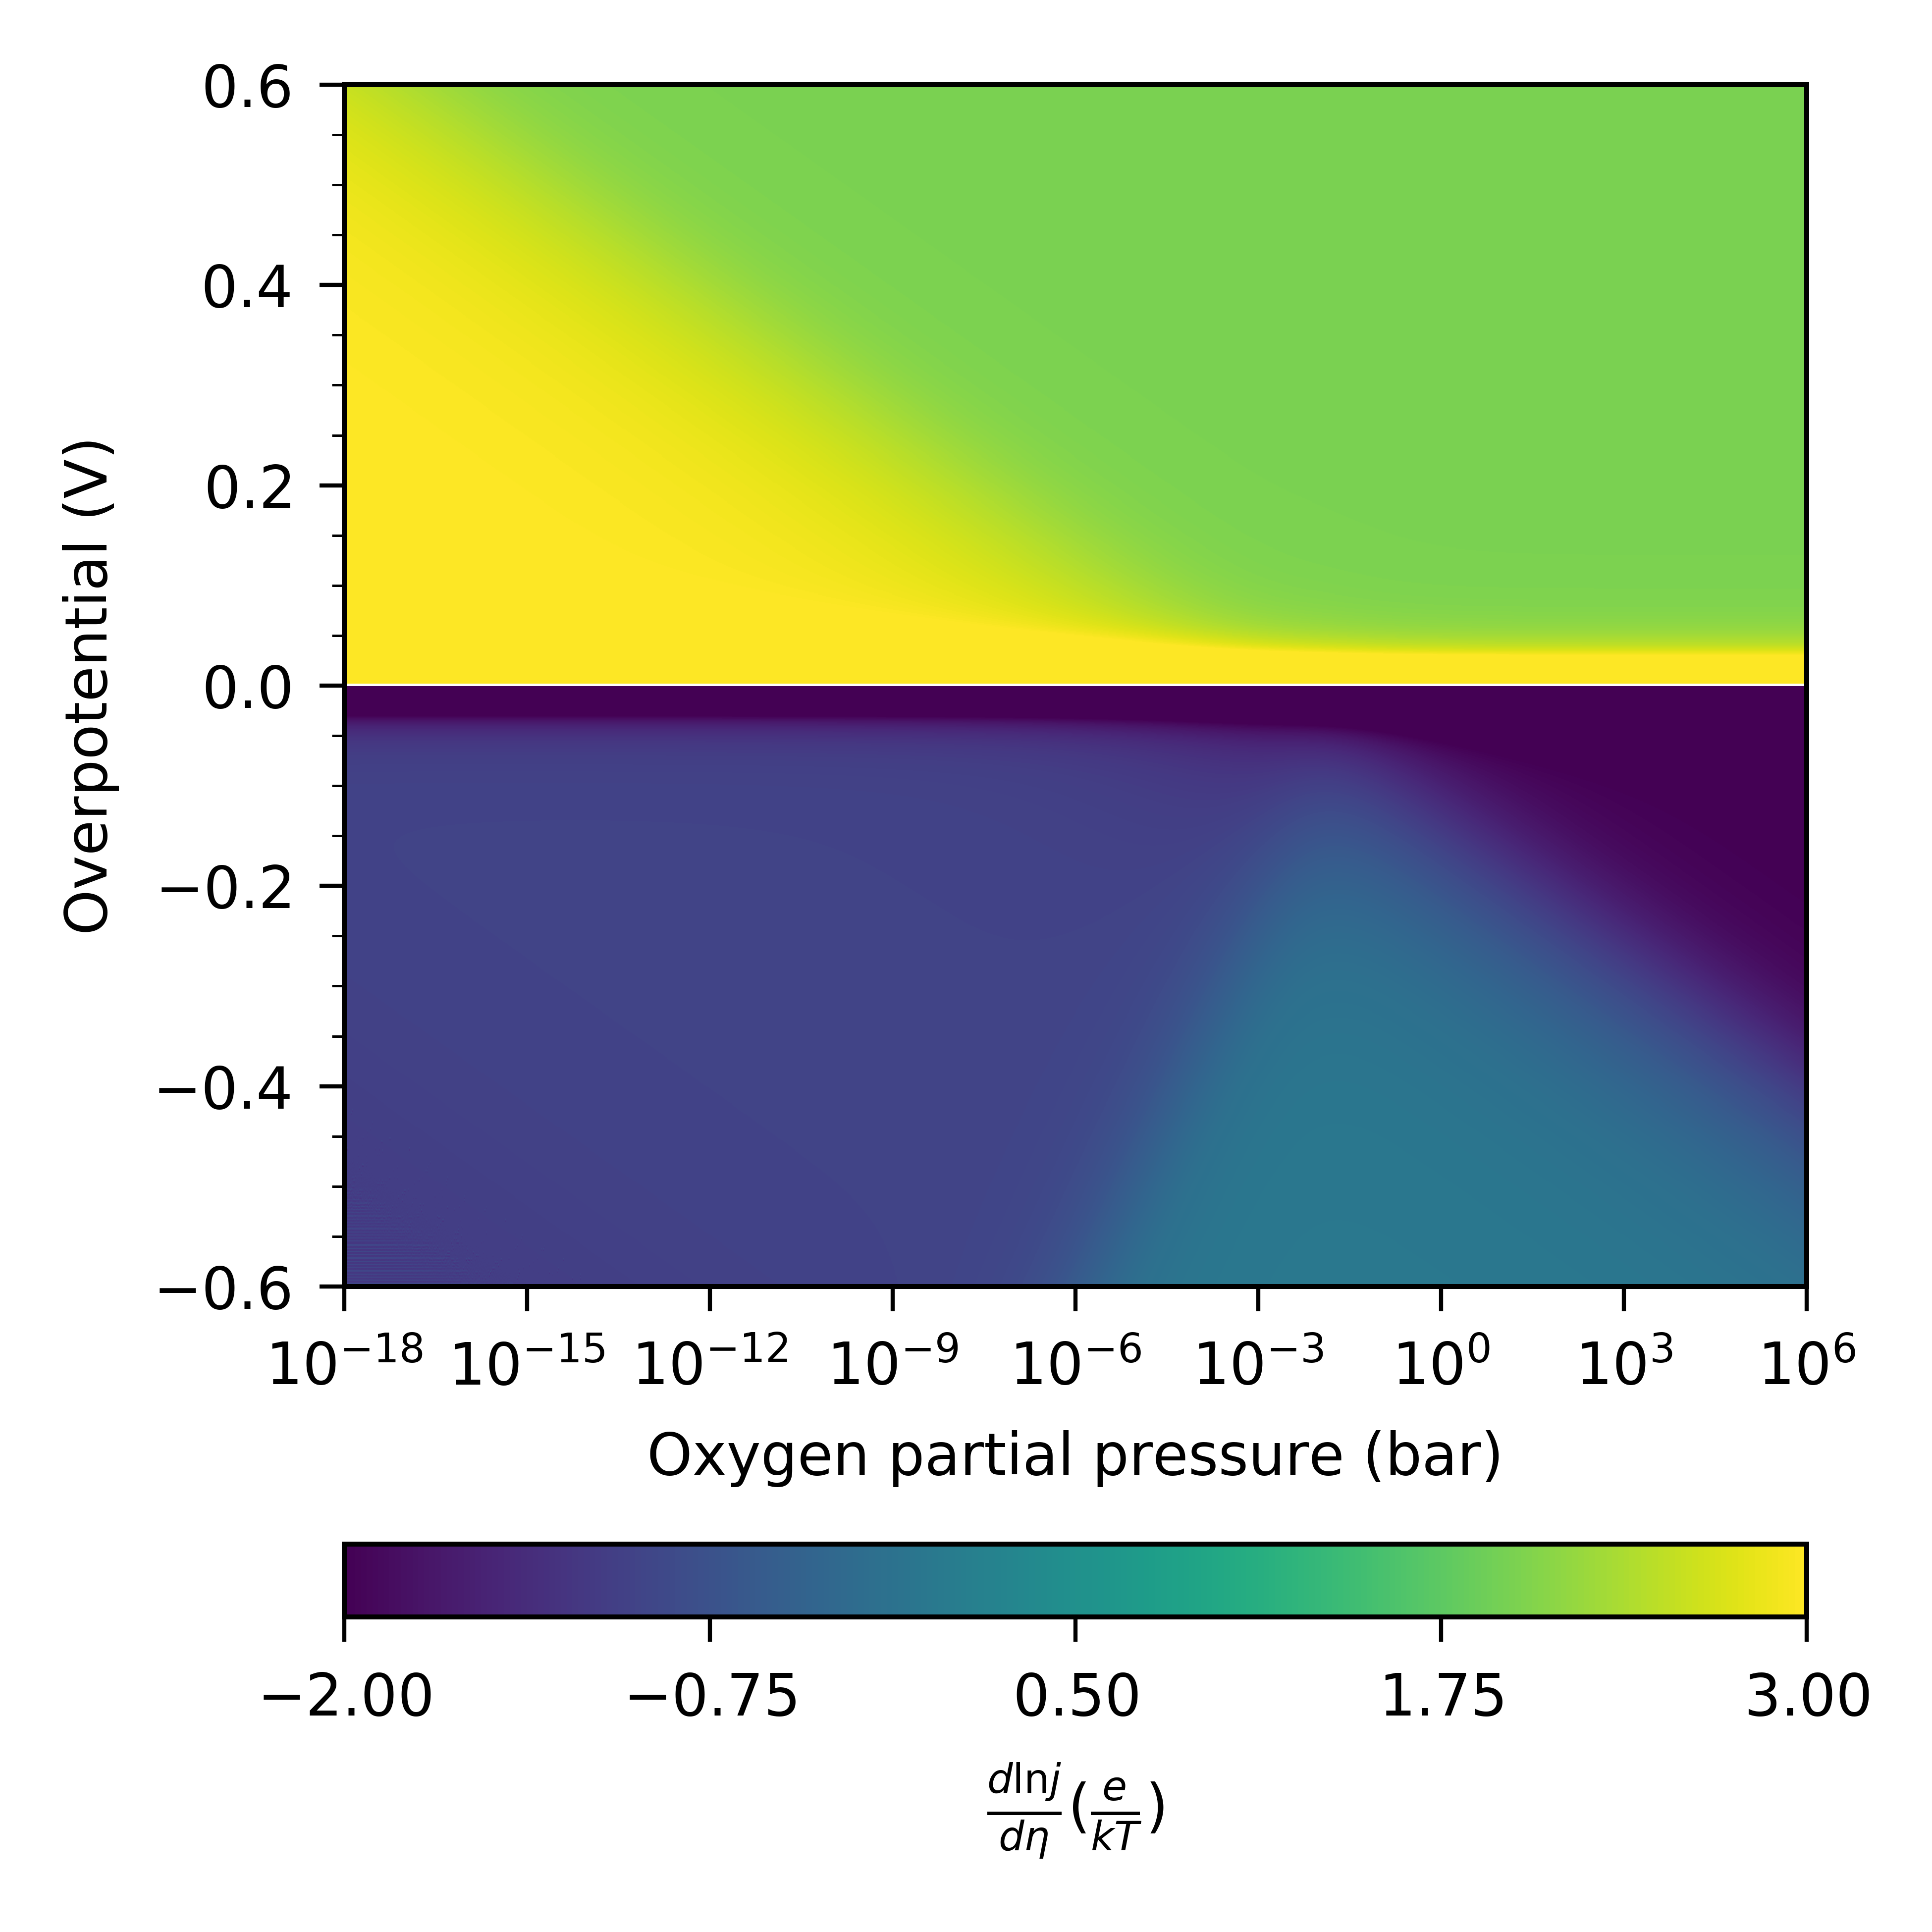 0.6
0.4
0.2
0.0
−0.2
−0.4
−0.6
Overpotential (V)
10⁻¹⁸ 10⁻¹⁵ 10⁻¹² 10⁻⁹ 10⁻⁶ 10⁻³ 10⁰ 10³ 10⁶
Oxygen partial pressure (bar)
−2.00 −0.75 0.50 1.75 3.00
dlnj/dη (e/kT)